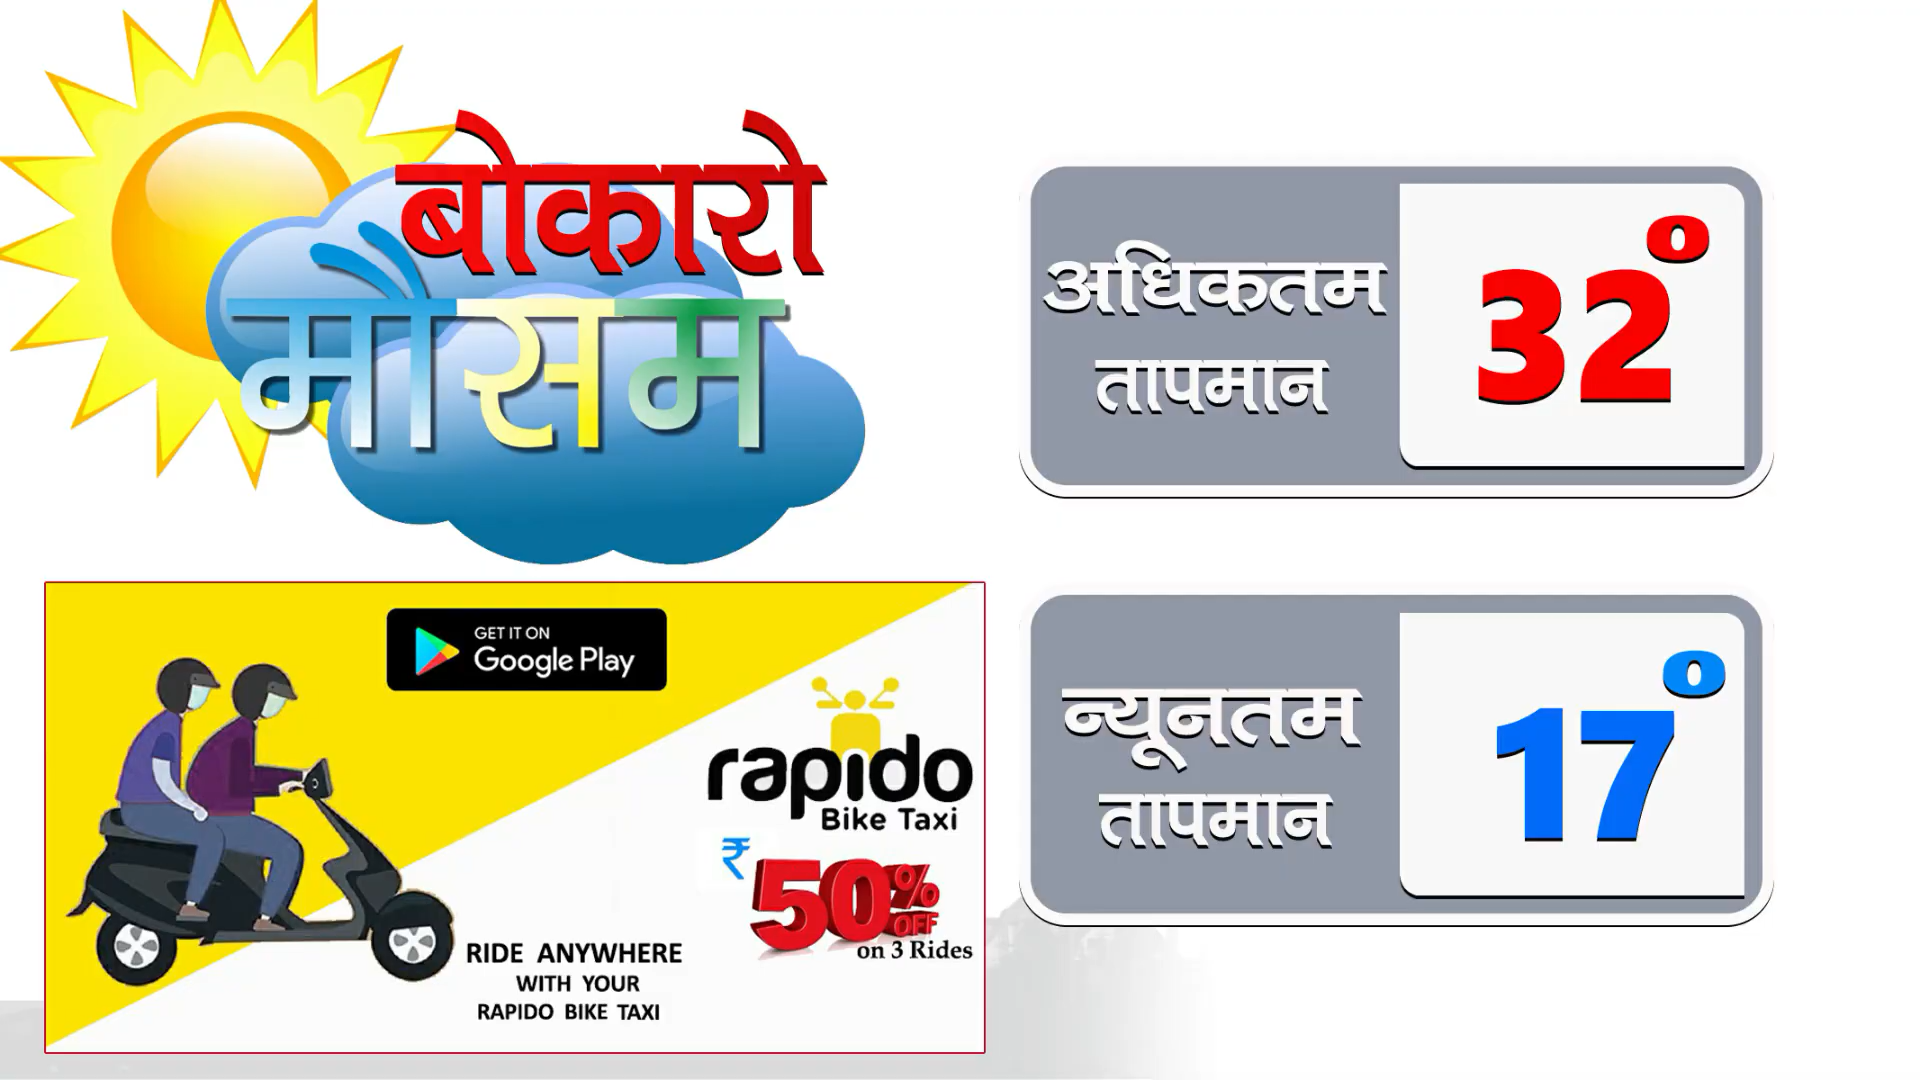 बोकारो
मौसम
अधिकतम
तापमान
32°
न्यूनतम
तापमान
17°
GET IT ON
Google Play
rapido
Bike Taxi
₹
50% OFF
on 3 Rides
RIDE ANYWHERE
WITH YOUR
RAPIDO BIKE TAXI